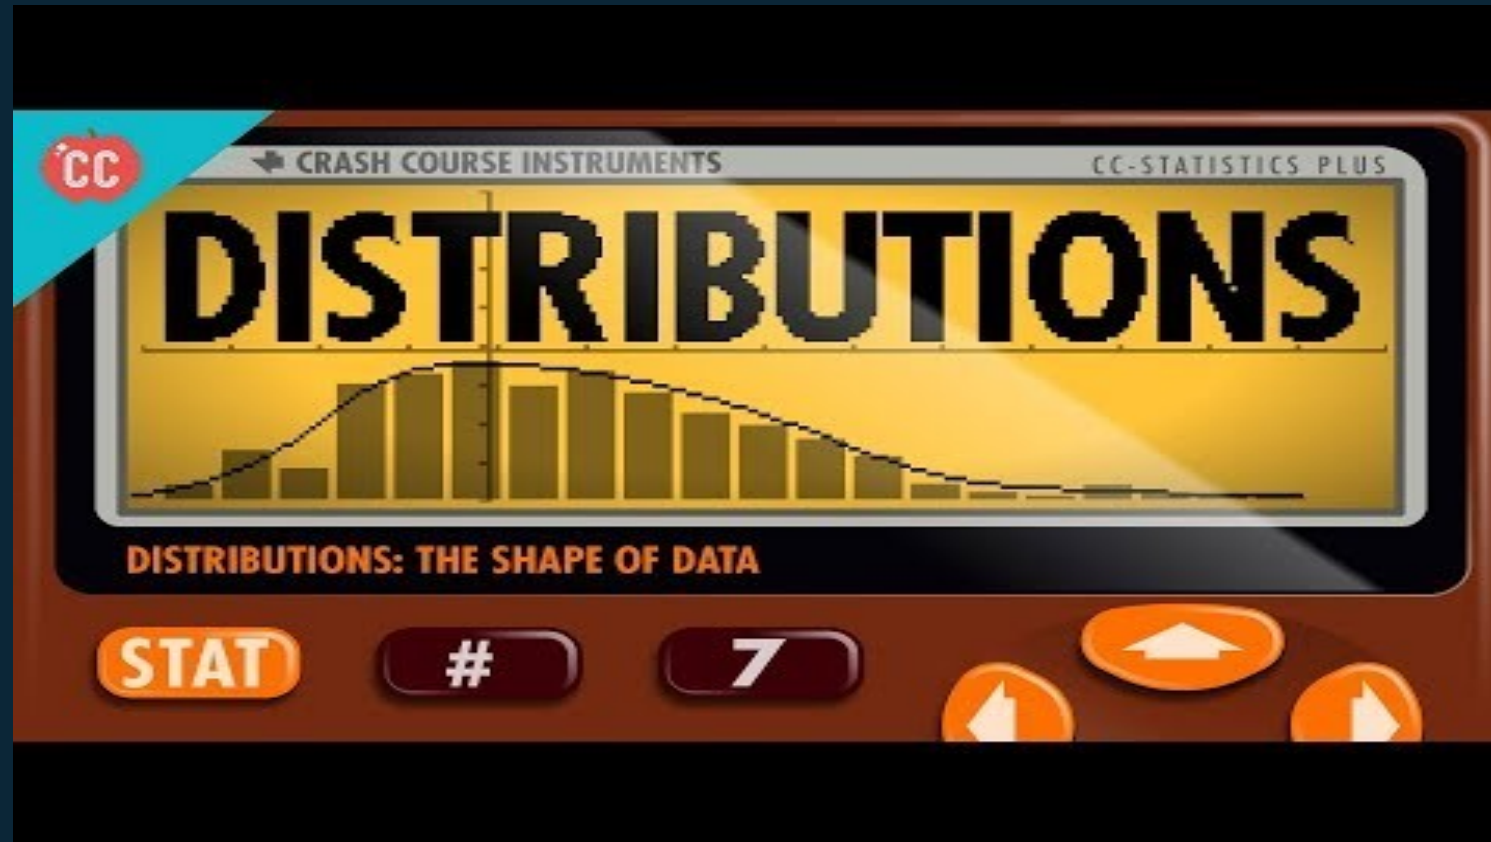 CC
CRASH COURSE INSTRUMENTS
CC-STATISTICS PLUS
DISTRIBUTIONS
DISTRIBUTIONS: THE SHAPE OF DATA
STAT # 7